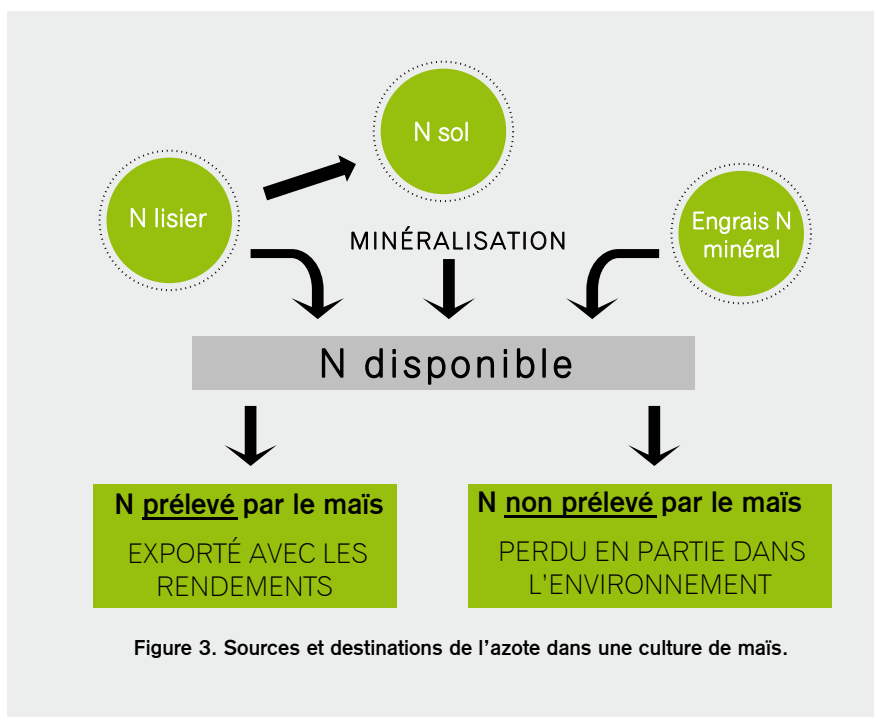 N sol
N lisier
Engrais N
minéral
MINÉRALISATION
N disponible
N prélevé par le maïs
EXPORTÉ AVEC LES
RENDEMENTS
N non prélevé par le maïs
PERDU EN PARTIE DANS
L’ENVIRONNEMENT
Figure 3. Sources et destinations de l’azote dans une culture de maïs.